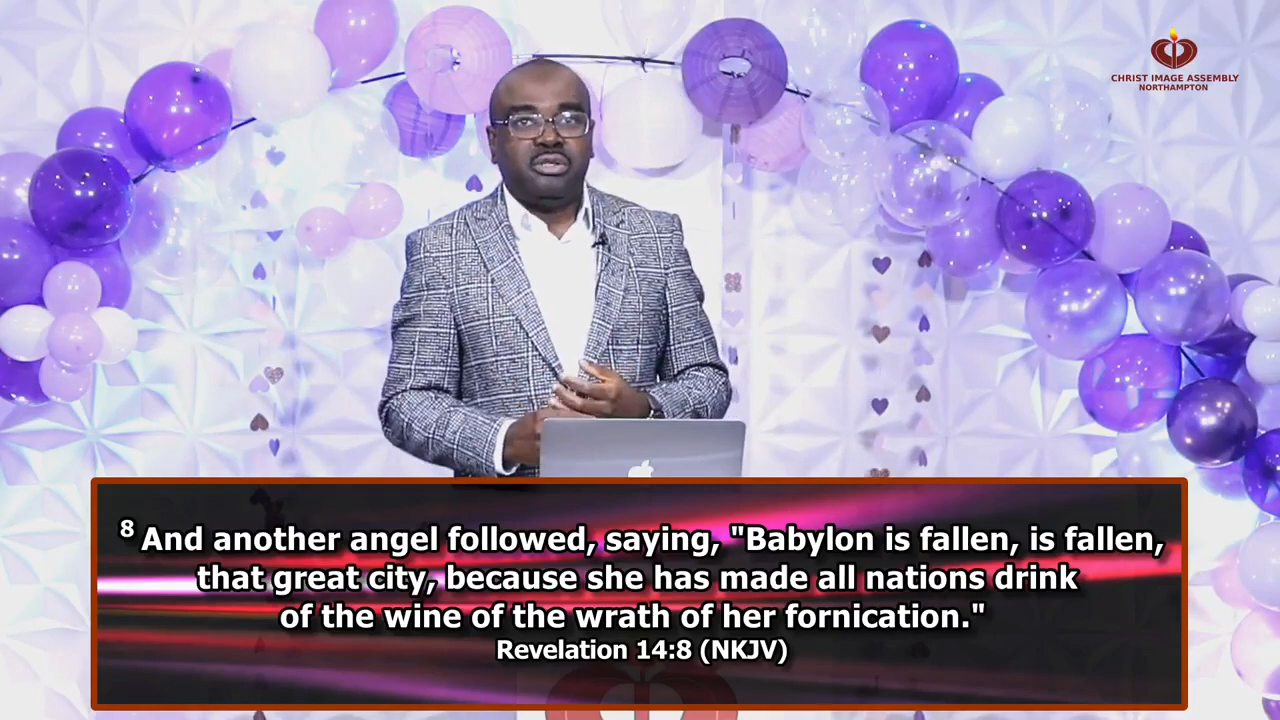 CHRIST IMAGE ASSEMBLY
NORTHAMPTON
8 And another angel followed, saying, "Babylon is fallen, is fallen,
that great city, because she has made all nations drink
of the wine of the wrath of her fornication."
Revelation 14:8 (NKJV)